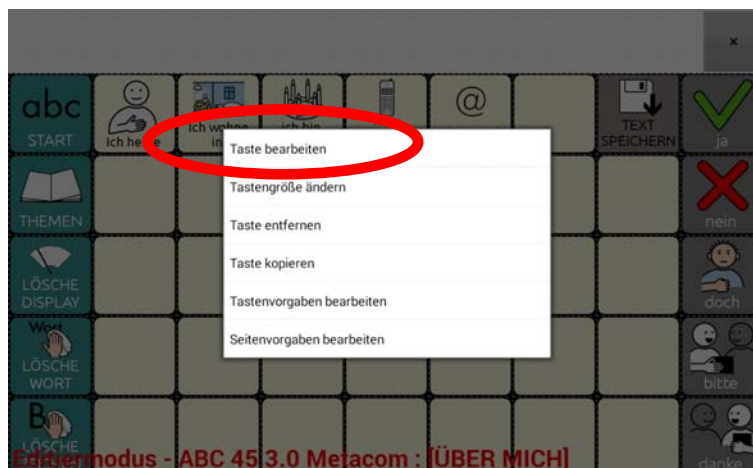 ×
abc
START
Ich heiße
Ich wohne
in
ich bin
@
TEXT
SPEICHERN
ja
Taste bearbeiten
Tastengröße ändern
Taste entfernen
Taste kopieren
Tastenvorgaben bearbeiten
Seitenvorgaben bearbeiten
THEMEN
nein
LÖSCHE
DISPLAY
doch
Wort
LÖSCHE
WORT
bitte
B
LÖSCHE
danke
Editiermodus - ABC 45 3.0 Metacom : [ÜBER MICH]